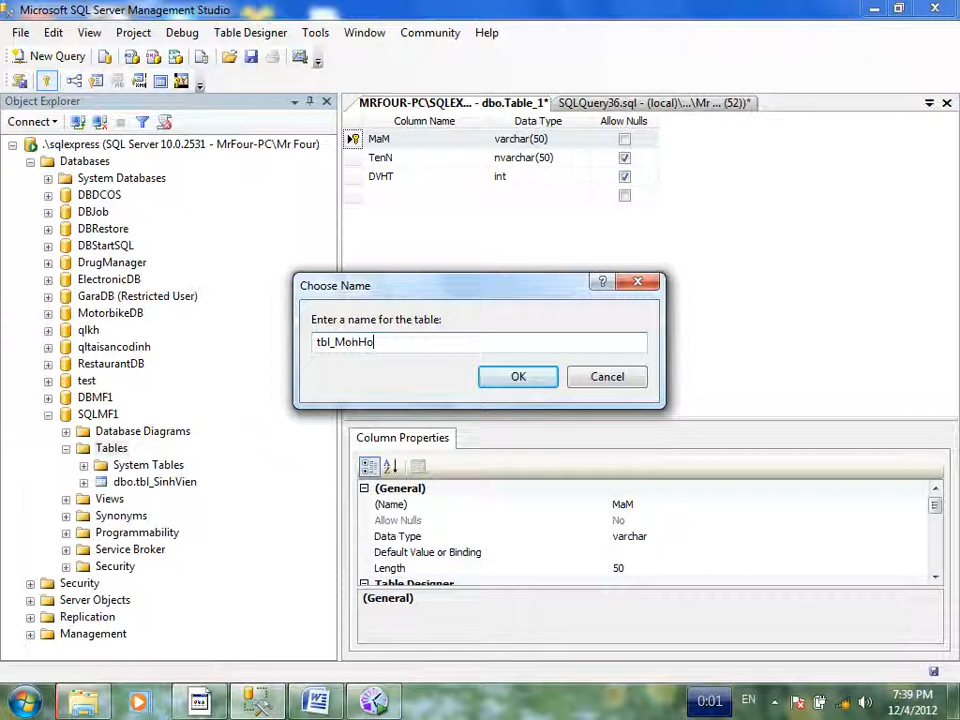 Microsoft SQL Server Management Studio
File Edit View Project Debug Table Designer Tools Window Community Help
New Query
Object Explorer
MRFOUR-PC\SQLEX... - dbo.Table_1*
SQLQuery36.sql - (local)\...\Mr ... (52))*
Connect
Column Name Data Type Allow Nulls
MaM varchar(50)
TenN nvarchar(50)
DVHT int
.\sqlexpress (SQL Server 10.0.2531 - MrFour-PC\Mr Four)
Databases
System Databases
DBDCOS
DBJob
DBRestore
DBStartSQL
DrugManager
ElectronicDB
GaraDB (Restricted User)
MotorbikeDB
qlkh
qltaisancodinh
RestaurantDB
test
DBMF1
SQLMF1
Database Diagrams
Tables
System Tables
dbo.tbl_SinhVien
Views
Synonyms
Programmability
Service Broker
Security
Security
Server Objects
Replication
Management
Choose Name
Enter a name for the table:
tbl_MohHo
OK Cancel
Column Properties
(General)
(Name) MaM
Allow Nulls No
Data Type varchar
Default Value or Binding
Length 50
Table Designer
(General)
0:01
EN
7:39 PM
12/4/2012